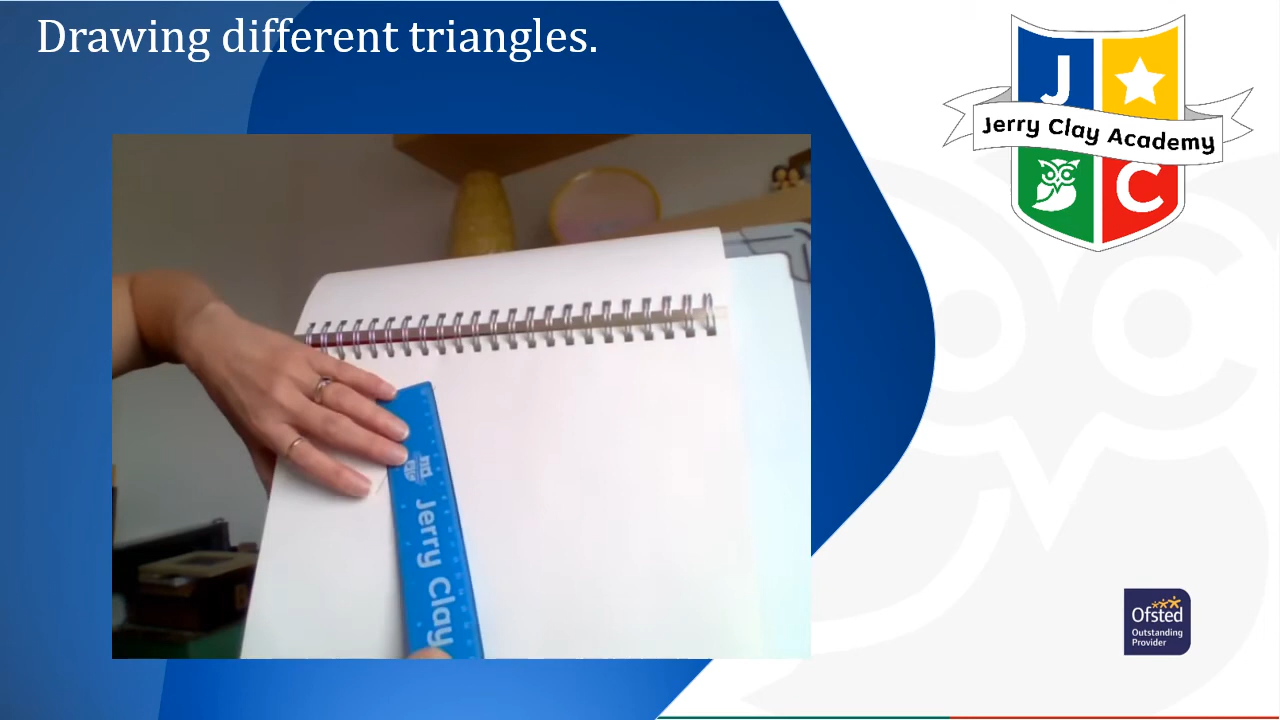 Drawing different triangles.
J
Jerry Clay Academy
C
Jerry Clay
Ofsted
Outstanding
Provider